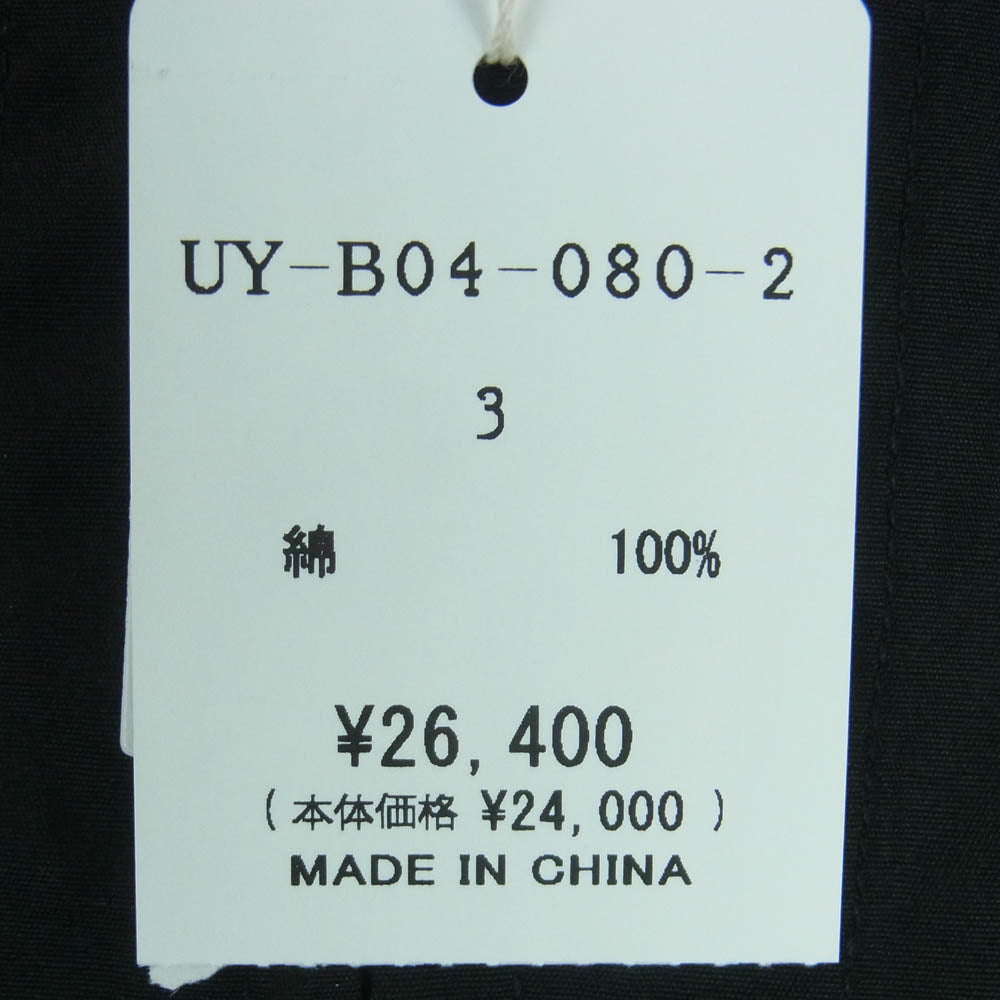 UY-B04-080-2
3
綿 100%
¥26,400
(本体価格 ¥24,000)
MADE IN CHINA